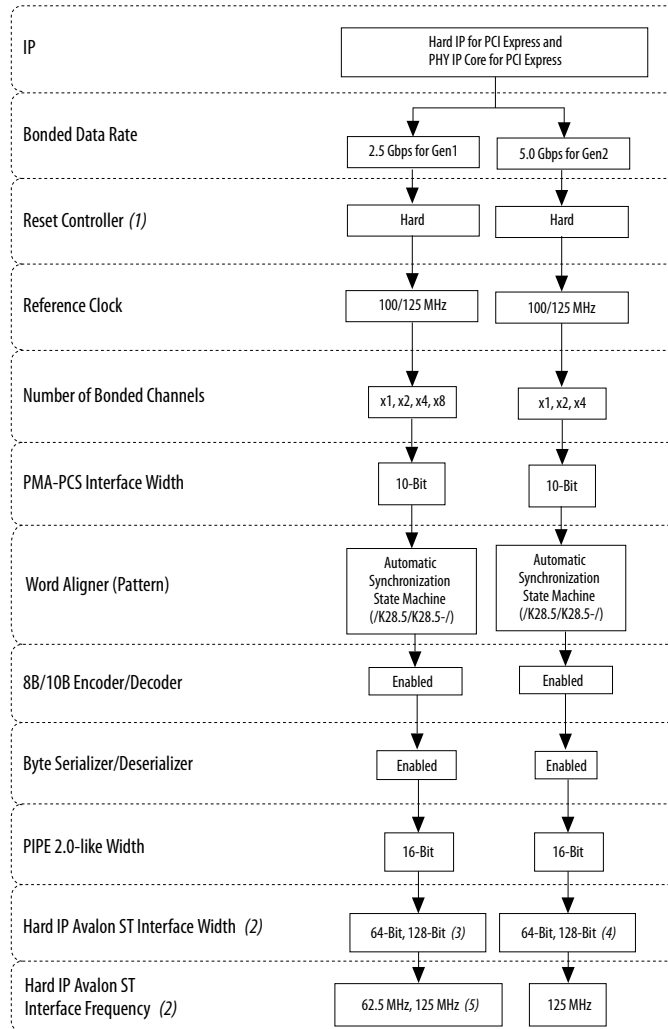 IP
Hard IP for PCI Express and
PHY IP Core for PCI Express
Bonded Data Rate
2.5 Gbps for Gen1
5.0 Gbps for Gen2
Reset Controller (1)
Hard
Hard
Reference Clock
100/125 MHz
100/125 MHz
Number of Bonded Channels
x1, x2, x4, x8
x1, x2, x4
PMA-PCS Interface Width
10-Bit
10-Bit
Word Aligner (Pattern)
Automatic
Synchronization
State Machine
(/K28.5/K28.5-/)
Automatic
Synchronization
State Machine
(/K28.5/K28.5-/)
8B/10B Encoder/Decoder
Enabled
Enabled
Byte Serializer/Deserializer
Enabled
Enabled
PIPE 2.0-like Width
16-Bit
16-Bit
Hard IP Avalon ST Interface Width (2)
64-Bit, 128-Bit (3)
64-Bit, 128-Bit (4)
Hard IP Avalon ST
Interface Frequency (2)
62.5 MHz, 125 MHz (5)
125 MHz